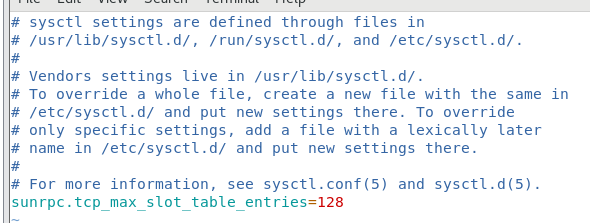 # sysctl settings are defined through files in
# /usr/lib/sysctl.d/, /run/sysctl.d/, and /etc/sysctl.d/.
#
# Vendors settings live in /usr/lib/sysctl.d/.
# To override a whole file, create a new file with the same in
# /etc/sysctl.d/ and put new settings there. To override
# only specific settings, add a file with a lexically later
# name in /etc/sysctl.d/ and put new settings there.
#
# For more information, see sysctl.conf(5) and sysctl.d(5).
sunrpc.tcp_max_slot_table_entries=128
~